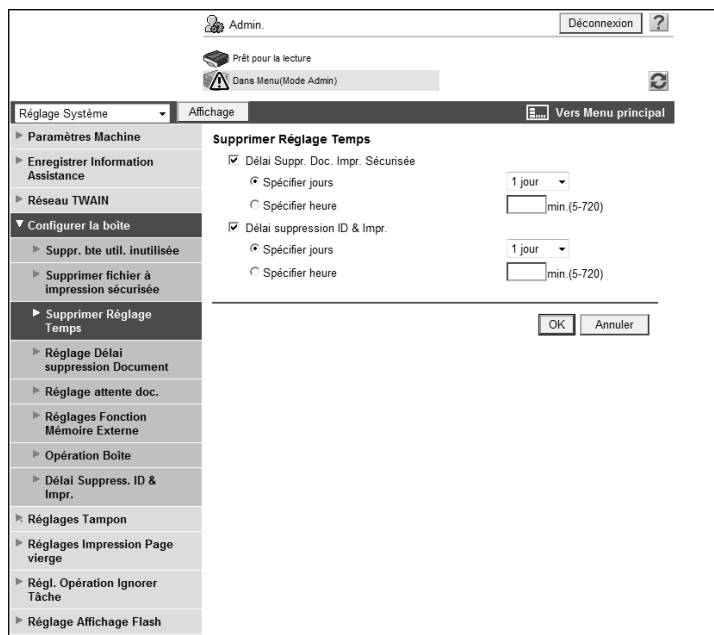 Admin.
Déconnexion
?
Prêt pour la lecture
Dans Menu(Mode Admin)
Réglage Système
Affichage
Vers Menu principal
Paramètres Machine
Enregistrer Information
Assistance
Réseau TWAIN
Configurer la boîte
Suppr. bte util. inutilisée
Supprimer fichier à
impression sécurisée
Supprimer Réglage
Temps
Réglage Délai
suppression Document
Réglage attente doc.
Réglages Fonction
Mémoire Externe
Opération Boîte
Délai Suppress. ID &
Impr.
Réglages Tampon
Réglages Impression Page
vierge
Régl. Opération Ignorer
Tâche
Réglage Affichage Flash
Supprimer Réglage Temps
Délai Suppr. Doc. Impr. Sécurisée
Spécifier jours
1 jour
Spécifier heure
min.(5-720)
Délai suppression ID & Impr.
Spécifier jours
1 jour
Spécifier heure
min.(5-720)
OK
Annuler